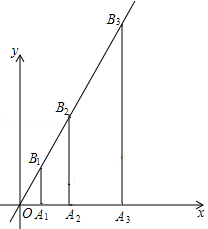 B₃
y
B₂
B₁
O A₁ A₂ A₃ x